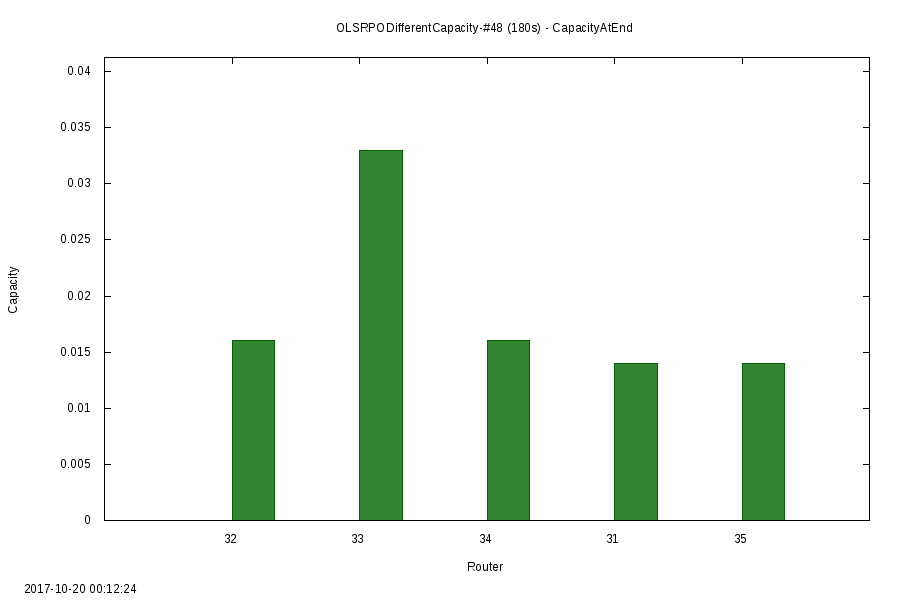 OLSRPODifferentCapacity-#48 (180s) - CapacityAtEnd
0.04
0.035
0.03
0.025
0.02
0.015
0.01
0.005
0
Capacity
32 33 34 31 35
Router
2017-10-20 00:12:24